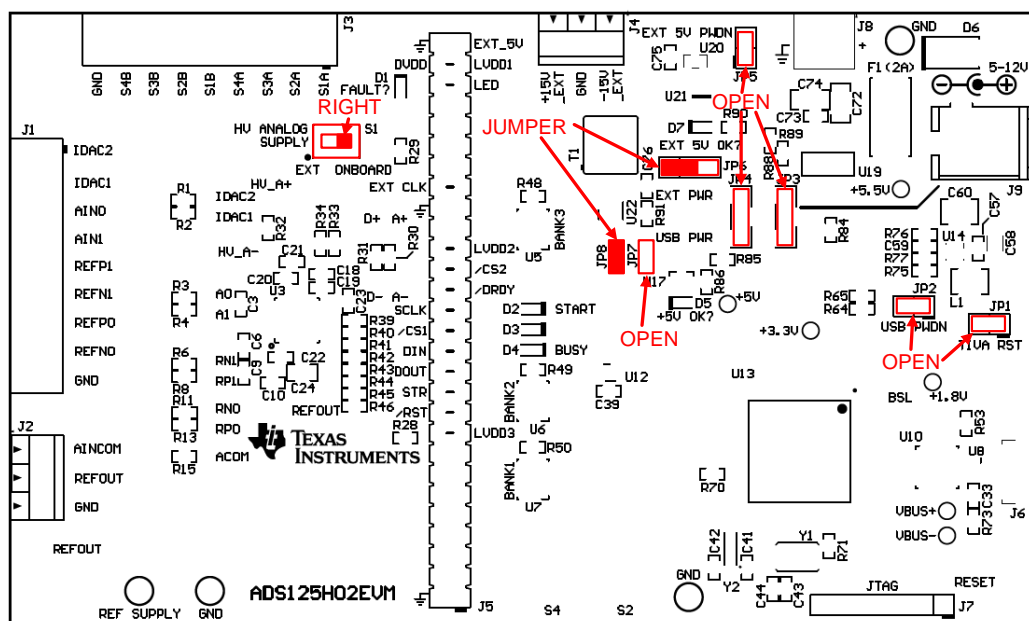 J3
J4
J8
GND
D6
EXT_5V
EXT 5V PWDN
U20
C75
JP5
F1(2A)
5-12V
GND
S4B
S3B
S2B
S1B
S4A
S3A
S2A
S1A
DVDD
LVDD1
LED
D1
FAULT?
+15V
_EXT
GND
-15V
_EXT
C74
C72
C73
U21
OPEN
R90
R89
RIGHT
J1
IDAC2
HV ANALOG
SUPPLY
S1
EXT
ONBOARD
R29
JUMPER
T1
D7
EXT 5V OK?
R88
U19
C76
JP6
IDAC1
HV_A+
IDAC2
EXT CLK
R48
EXT PWR
JP4
JP3
+5.5V
C60
J9
C57
R1
AIN0
R2
IDAC1
R32
R33
R34
D+
A+
BANK3
U22
R91
R84
R76
C59
R77
R75
U14
C58
AIN1
HV_A-
R31
R30
LVDD2
U5
JP8
JP7
USB PWR
R85
REFP1
C21
C20
U3
C18
C19
/CS2
U17
R86
L1
REFN1
A0
C3
D-
A-
C23
/DRDY
D5
+5V
R65
R64
JP2
JP1
R3
R4
REFP0
A1
SCLK
D2
START
+5V OK?
USB PWDN
R39
R40
/CS1
D3
OPEN
+3.3V
TIVA RST
REFN0
C6
R41
DIN
D4
BUSY
OPEN
R6
RN1
C9
C22
R42
R43
DOUT
R49
U12
U13
GND
R8
RP1
C10
C24
R44
R45
STR
BANK2
C39
BSL
+1.8V
R11
RN0
REFOUT
R46
/RST
R28
U6
J2
R13
RP0
TEXAS
INSTRUMENTS
LVDD3
R53
AINCOM
R15
ACOM
R50
U10
U8
REFOUT
BANK1
R70
C33
GND
U7
VBUS+
R73
J6
REFOUT
VBUS-
C42
C41
Y1
R71
GND
Y2
C44
C43
JTAG
RESET
ADS125H02EVM
REF SUPPLY
GND
J5
S4
S2
J7